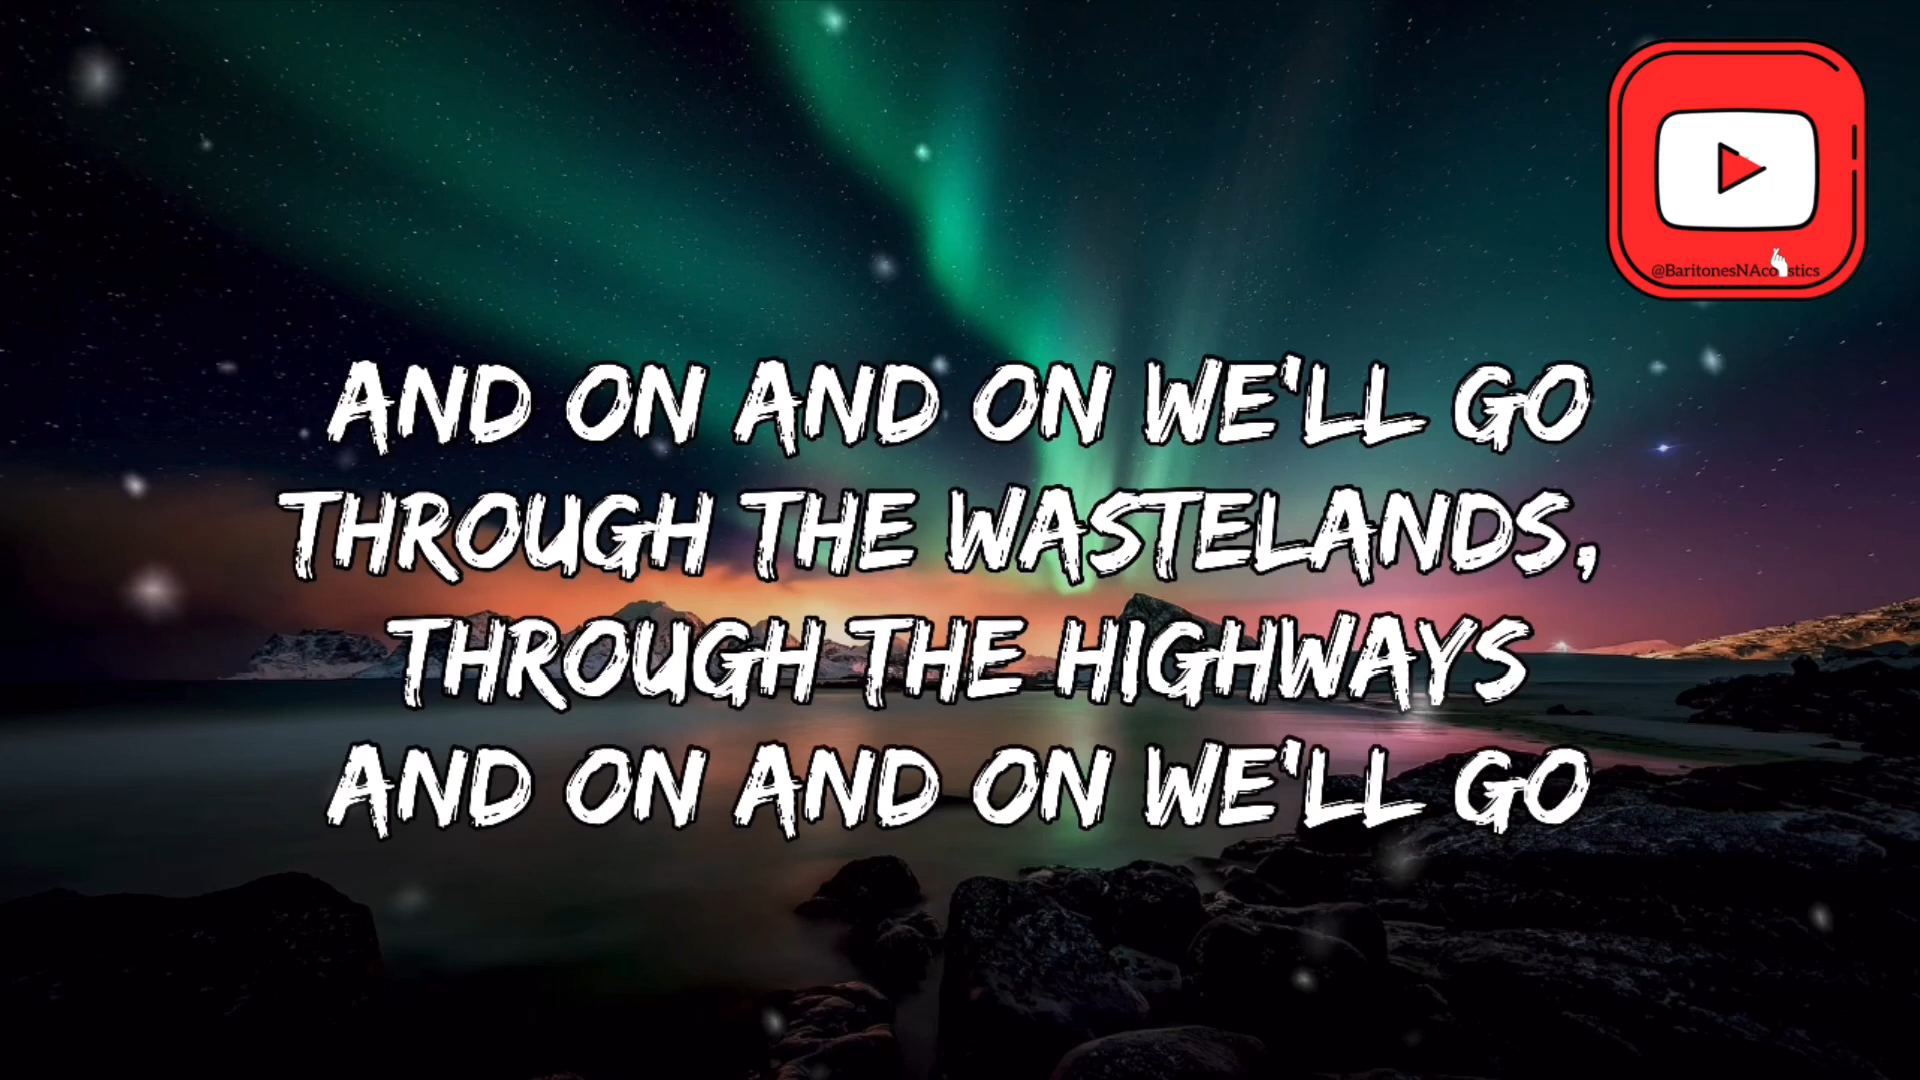 @BaritonesNAcoustics
AND ON AND ON WE'LL GO
THROUGH THE WASTELANDS,
THROUGH THE HIGHWAYS
AND ON AND ON WE'LL GO